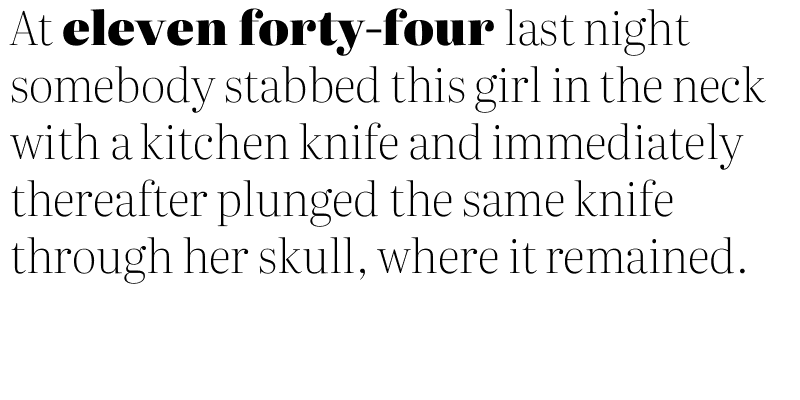 At eleven forty-four last night
somebody stabbed this girl in the neck
with a kitchen knife and immediately
thereafter plunged the same knife
through her skull, where it remained.